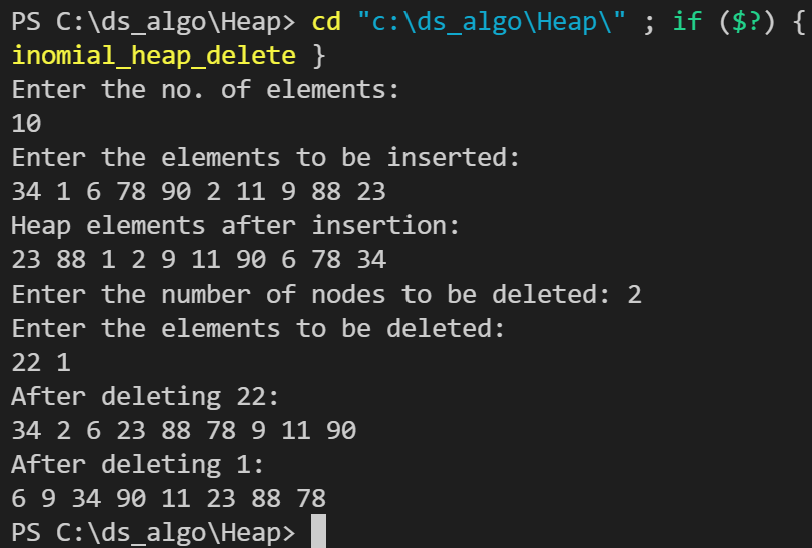 PS C:\ds_algo\Heap> cd "c:\ds_algo\Heap\" ; if ($?) {
inomial_heap_delete }
Enter the no. of elements:
10
Enter the elements to be inserted:
34 1 6 78 90 2 11 9 88 23
Heap elements after insertion:
23 88 1 2 9 11 90 6 78 34
Enter the number of nodes to be deleted: 2
Enter the elements to be deleted:
22 1
After deleting 22:
34 2 6 23 88 78 9 11 90
After deleting 1:
6 9 34 90 11 23 88 78
PS C:\ds_algo\Heap>